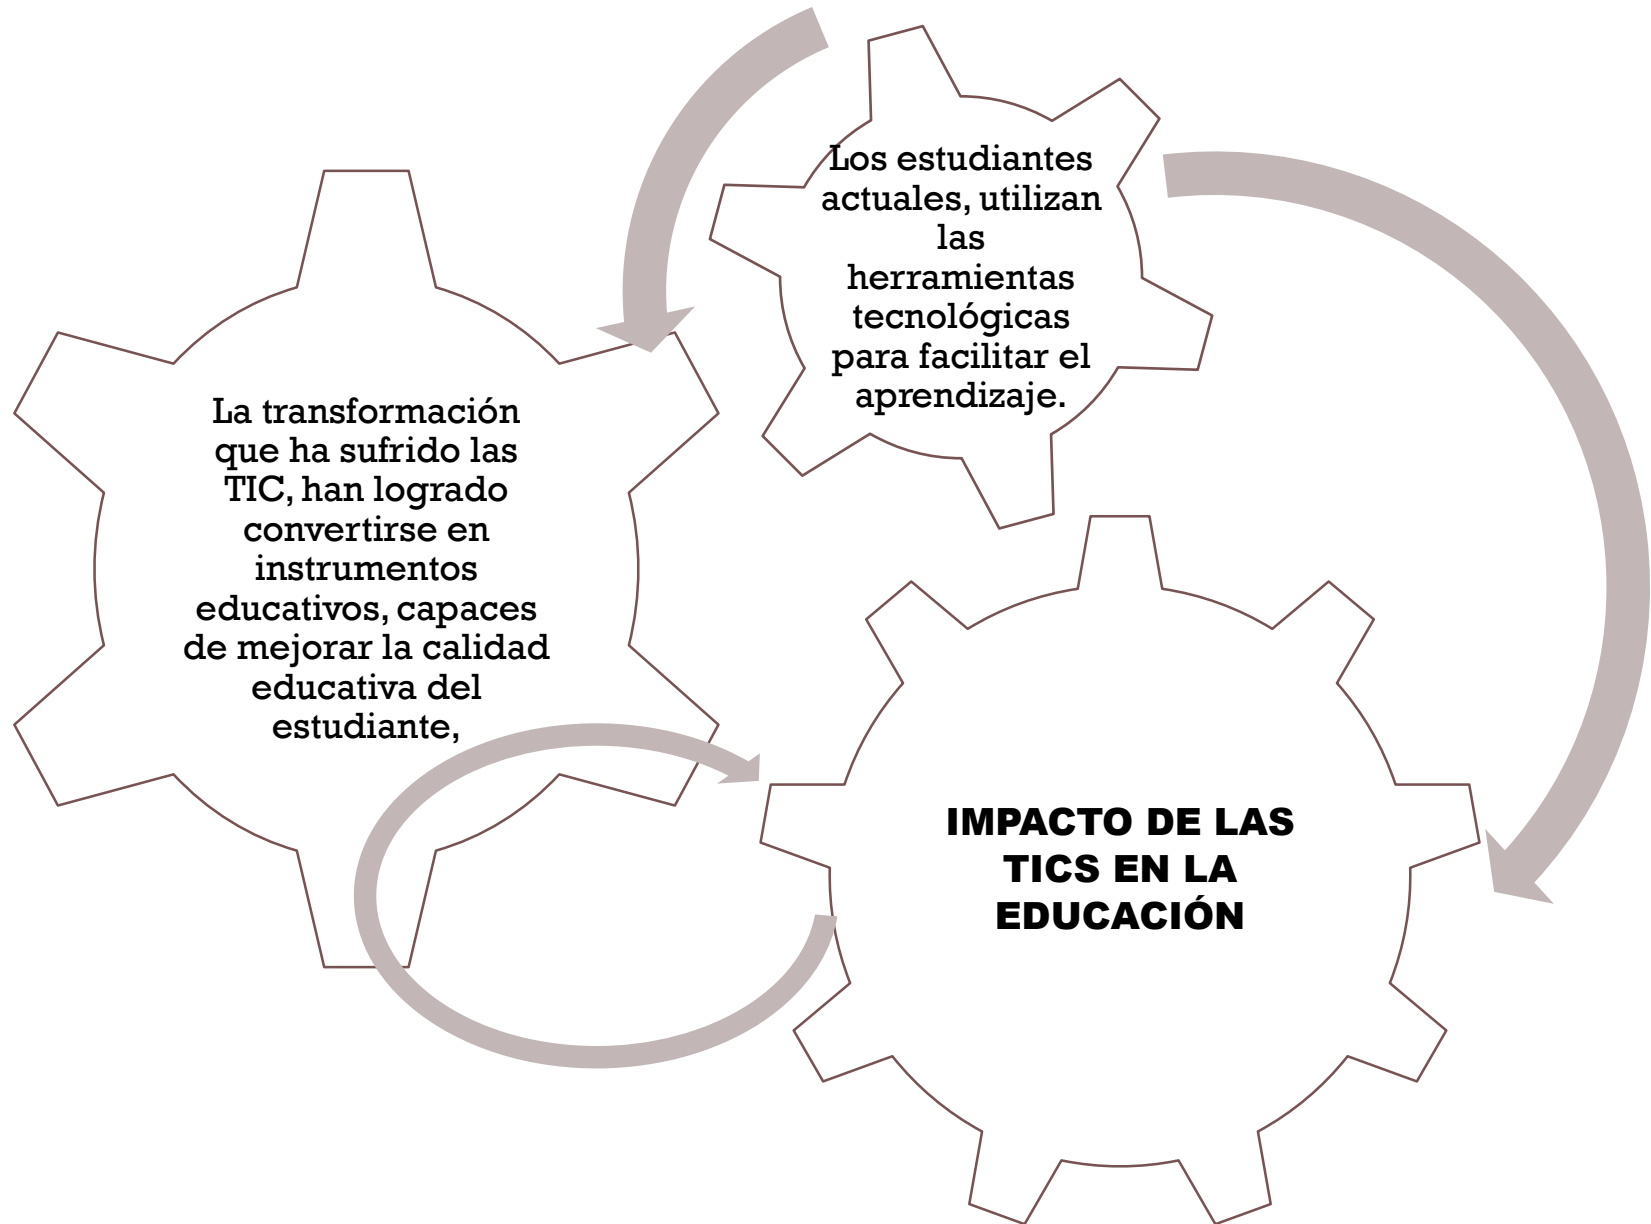 Los estudiantes
actuales, utilizan
las
herramientas
tecnológicas
para facilitar el
aprendizaje.
La transformación
que ha sufrido las
TIC, han logrado
convertirse en
instrumentos
educativos, capaces
de mejorar la calidad
educativa del
estudiante,
IMPACTO DE LAS
TICS EN LA
EDUCACIÓN